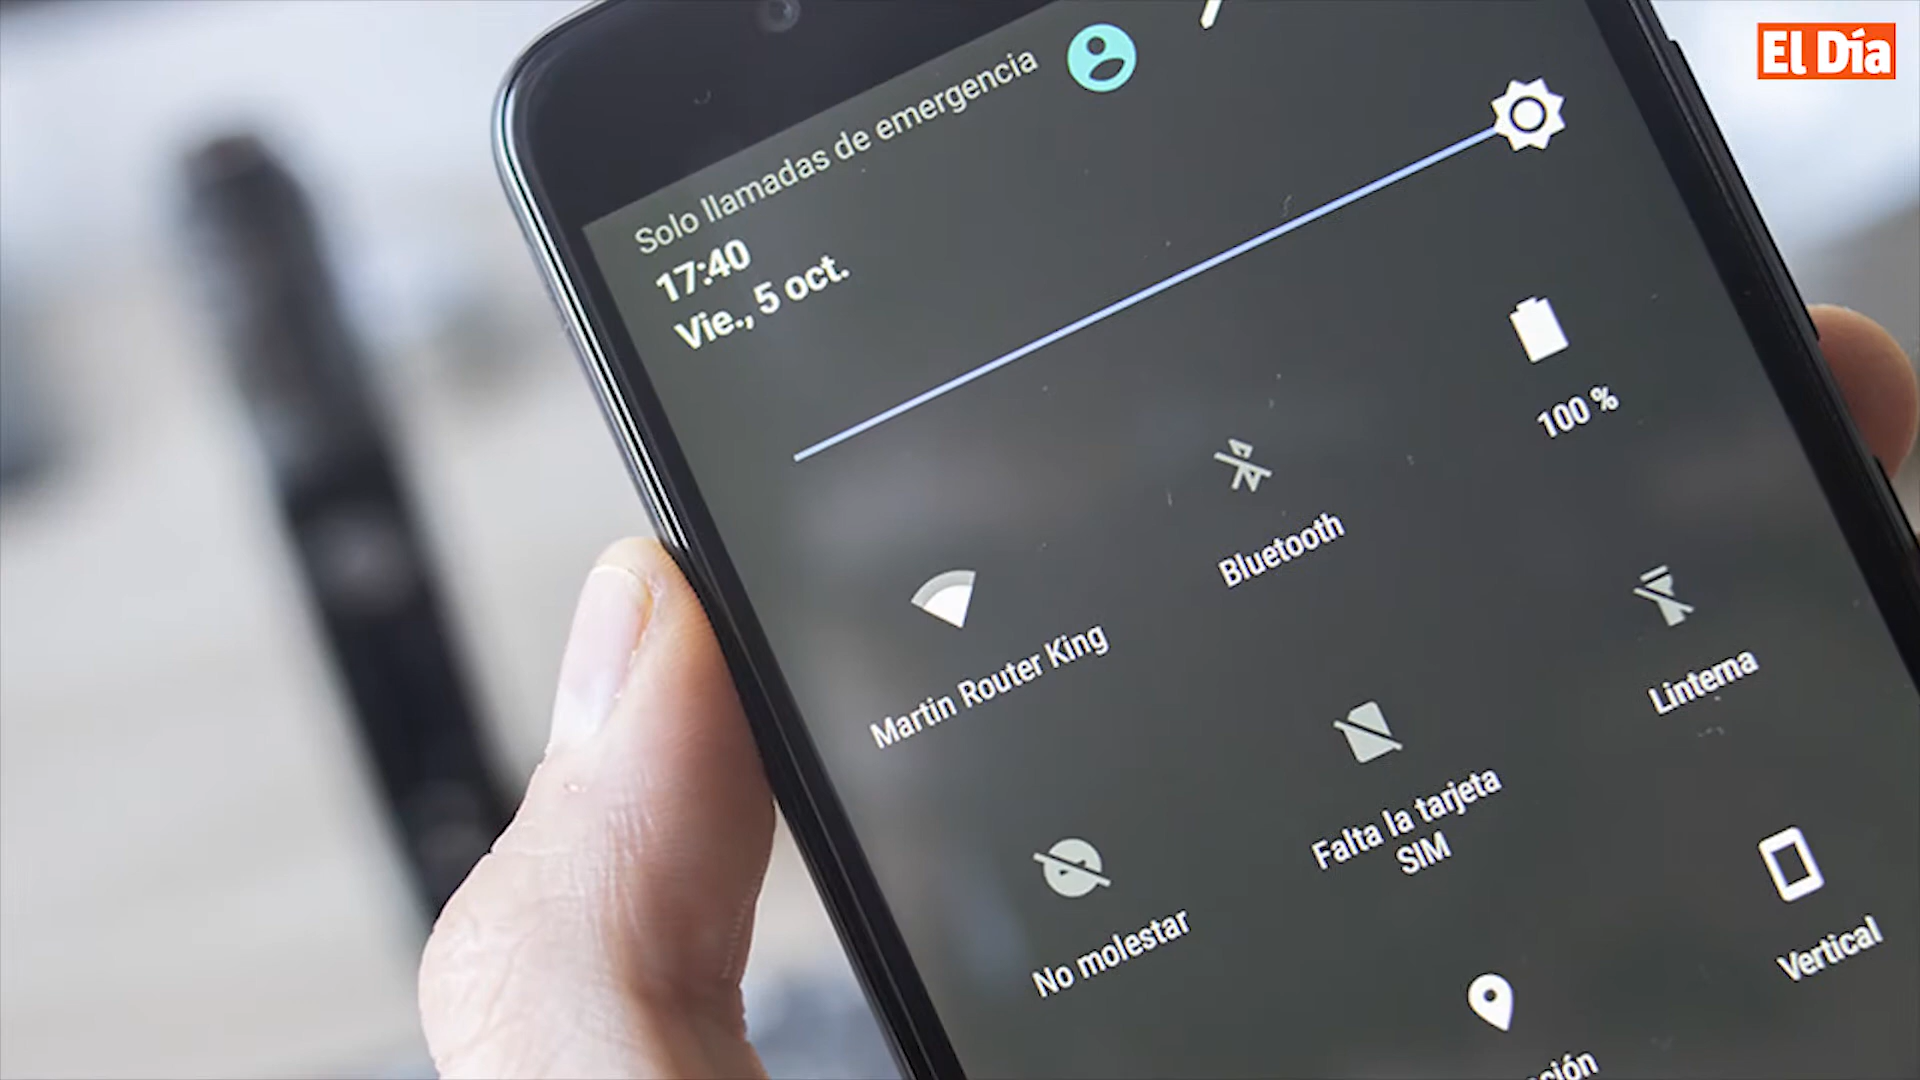 El Día
Solo llamadas de emergencia
17:40
Vie., 5 oct.
100 %
Bluetooth
Martin Router King
Linterna
Falta la tarjeta
SIM
No molestar
Vertical